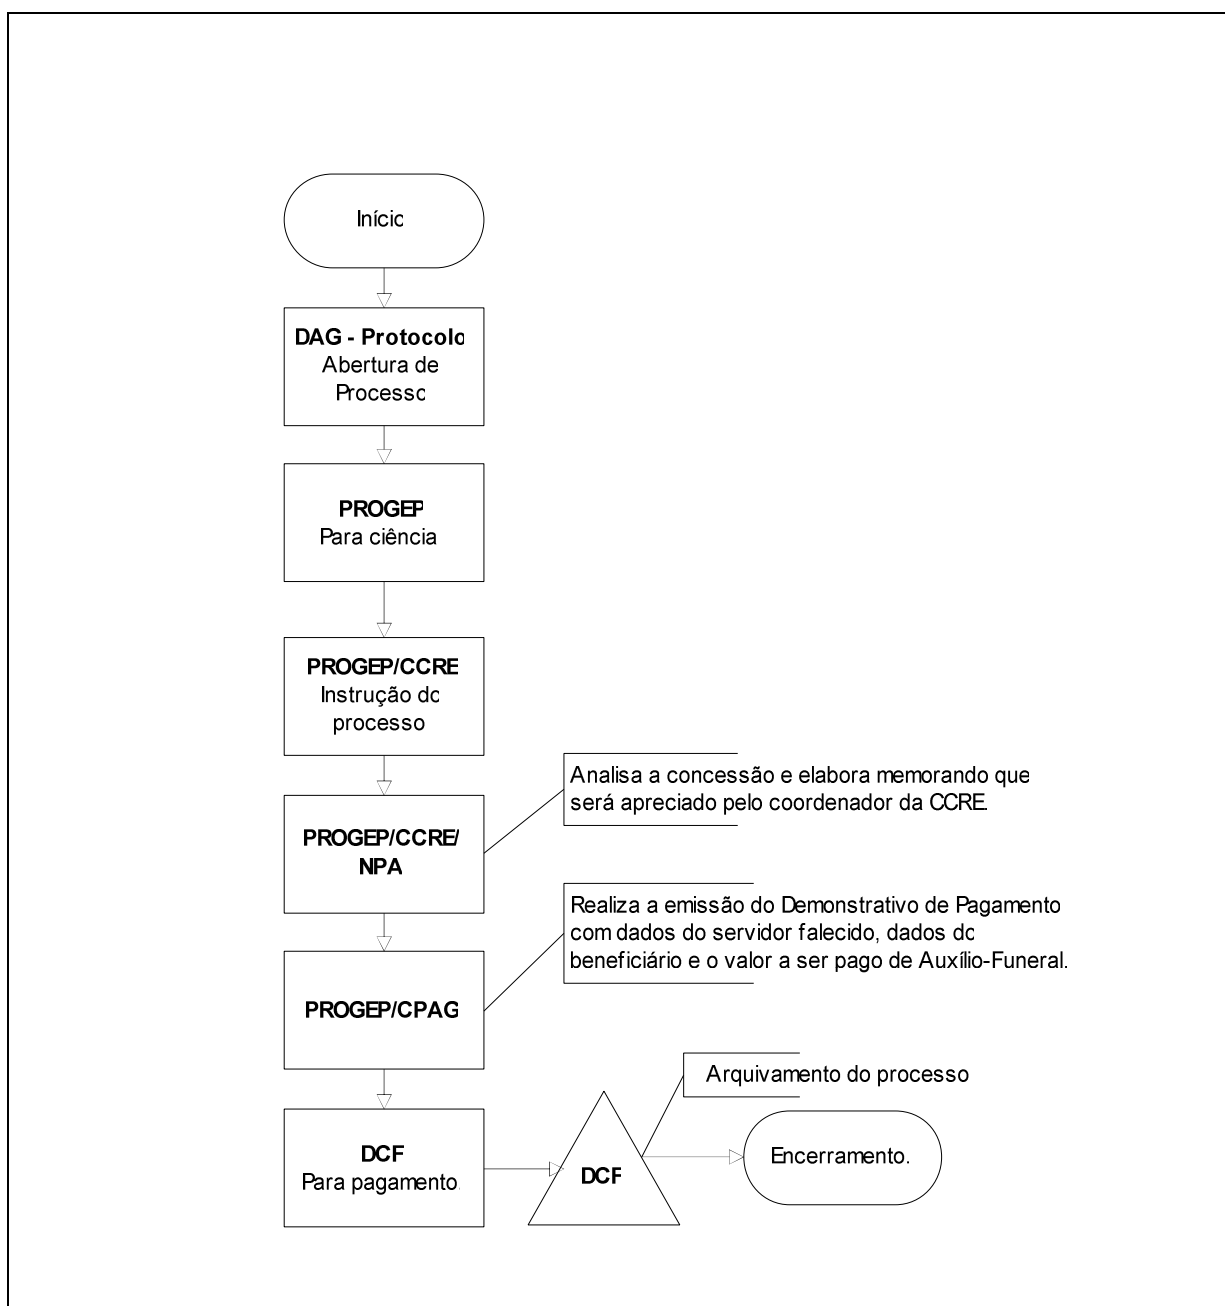 Início
DAG - Protocolo
Abertura de
Processo
PROGEP
Para ciência
PROGEP/CCRE
Instrução do
processo
PROGEP/CCRE/
NPA
Analisa a concessão e elabora memorando que
será apreciado pelo coordenador da CCRE.
PROGEP/CPAG
Realiza a emissão do Demonstrativo de Pagamento
com dados do servidor falecido, dados do
beneficiário e o valor a ser pago de Auxílio-Funeral.
DCF
Para pagamento.
DCF
Arquivamento do processo
Encerramento.